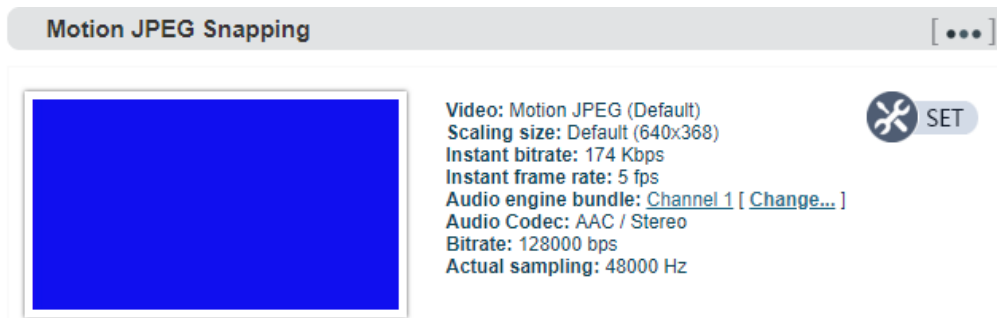 Motion JPEG Snapping [ ••• ]
Video: Motion JPEG (Default)
SET
Scaling size: Default (640x368)
Instant bitrate: 174 Kbps
Instant frame rate: 5 fps
Audio engine bundle: Channel 1 [ Change... ]
Audio Codec: AAC / Stereo
Bitrate: 128000 bps
Actual sampling: 48000 Hz